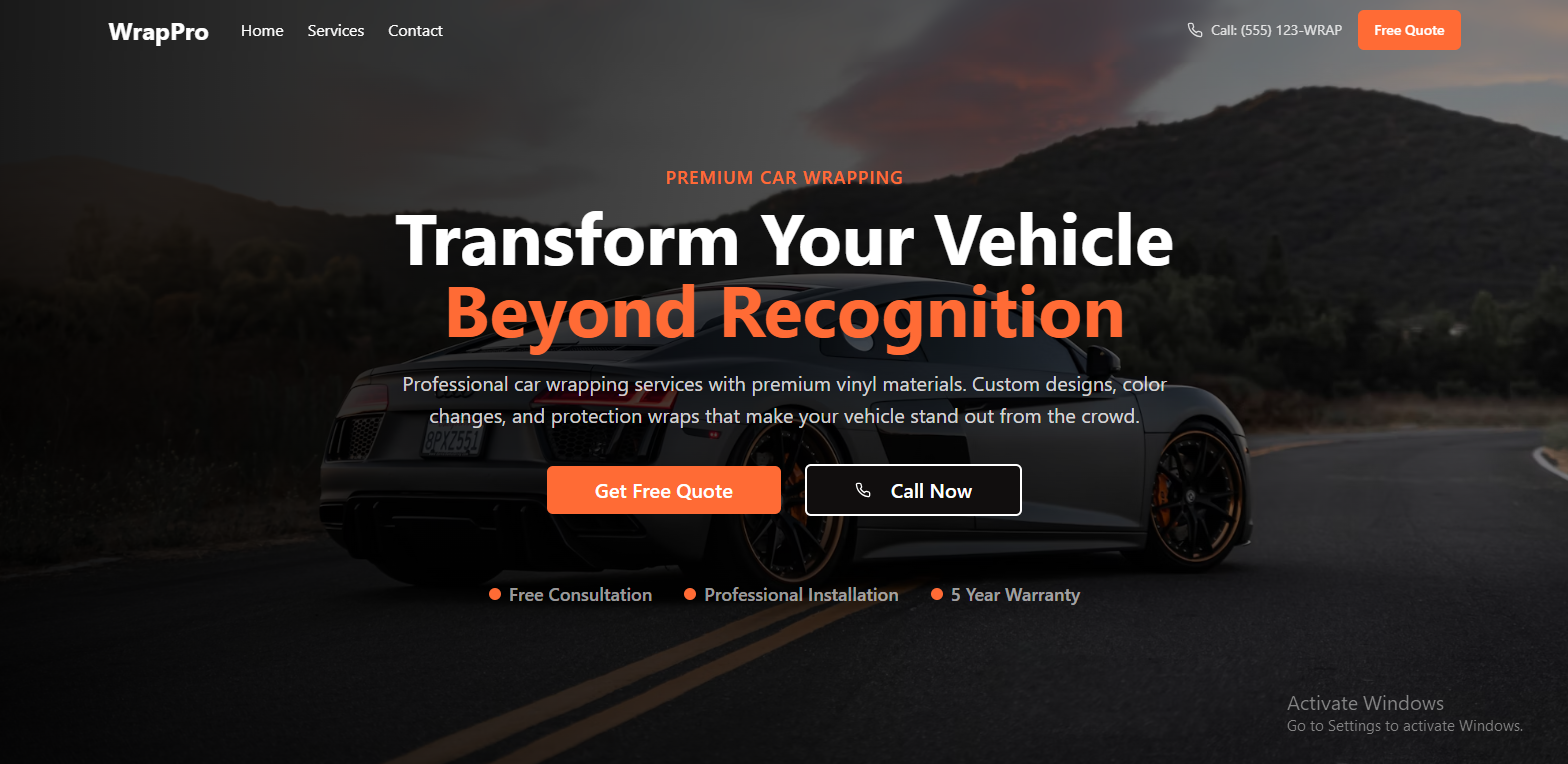 WrapPro
Home
Services
Contact
Call: (555) 123-WRAP
Free Quote
PREMIUM CAR WRAPPING
Transform Your Vehicle
Beyond Recognition
Professional car wrapping services with premium vinyl materials. Custom designs, color
changes, and protection wraps that make your vehicle stand out from the crowd.
8PXZ551
Get Free Quote
Call Now
Free Consultation
Professional Installation
5 Year Warranty
Activate Windows
Go to Settings to activate Windows.